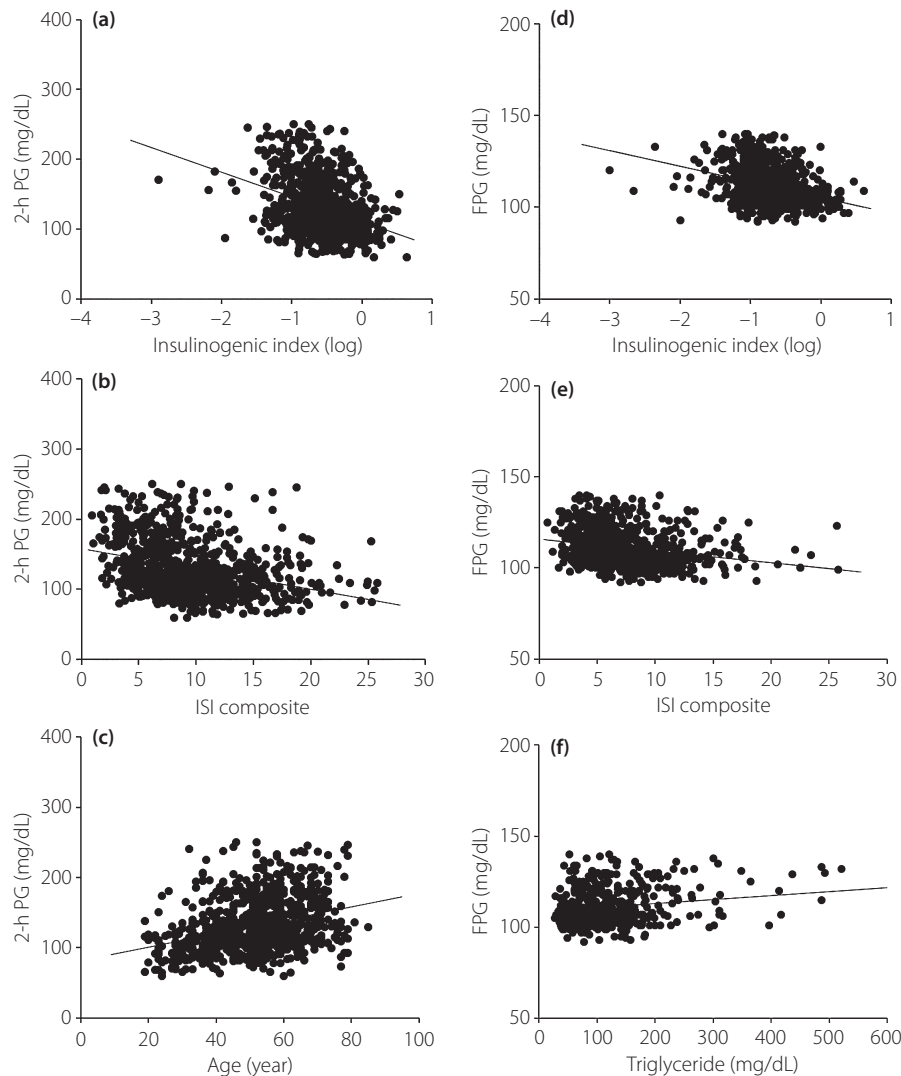 (a)
400
300
200
100
0
2-h PG (mg/dL)
−4 −3 −2 −1 0 1
Insulinogenic index (log)
(d)
200
150
100
50
FPG (mg/dL)
−4 −3 −2 −1 0 1
Insulinogenic index (log)
(b)
400
300
200
100
0
2-h PG (mg/dL)
0 5 10 15 20 25 30
ISI composite
(e)
200
150
100
50
FPG (mg/dL)
0 5 10 15 20 25 30
ISI composite
(c)
400
300
200
100
0
2-h PG (mg/dL)
0 20 40 60 80 100
Age (year)
(f)
200
150
100
50
FPG (mg/dL)
0 100 200 300 400 500 600
Triglyceride (mg/dL)